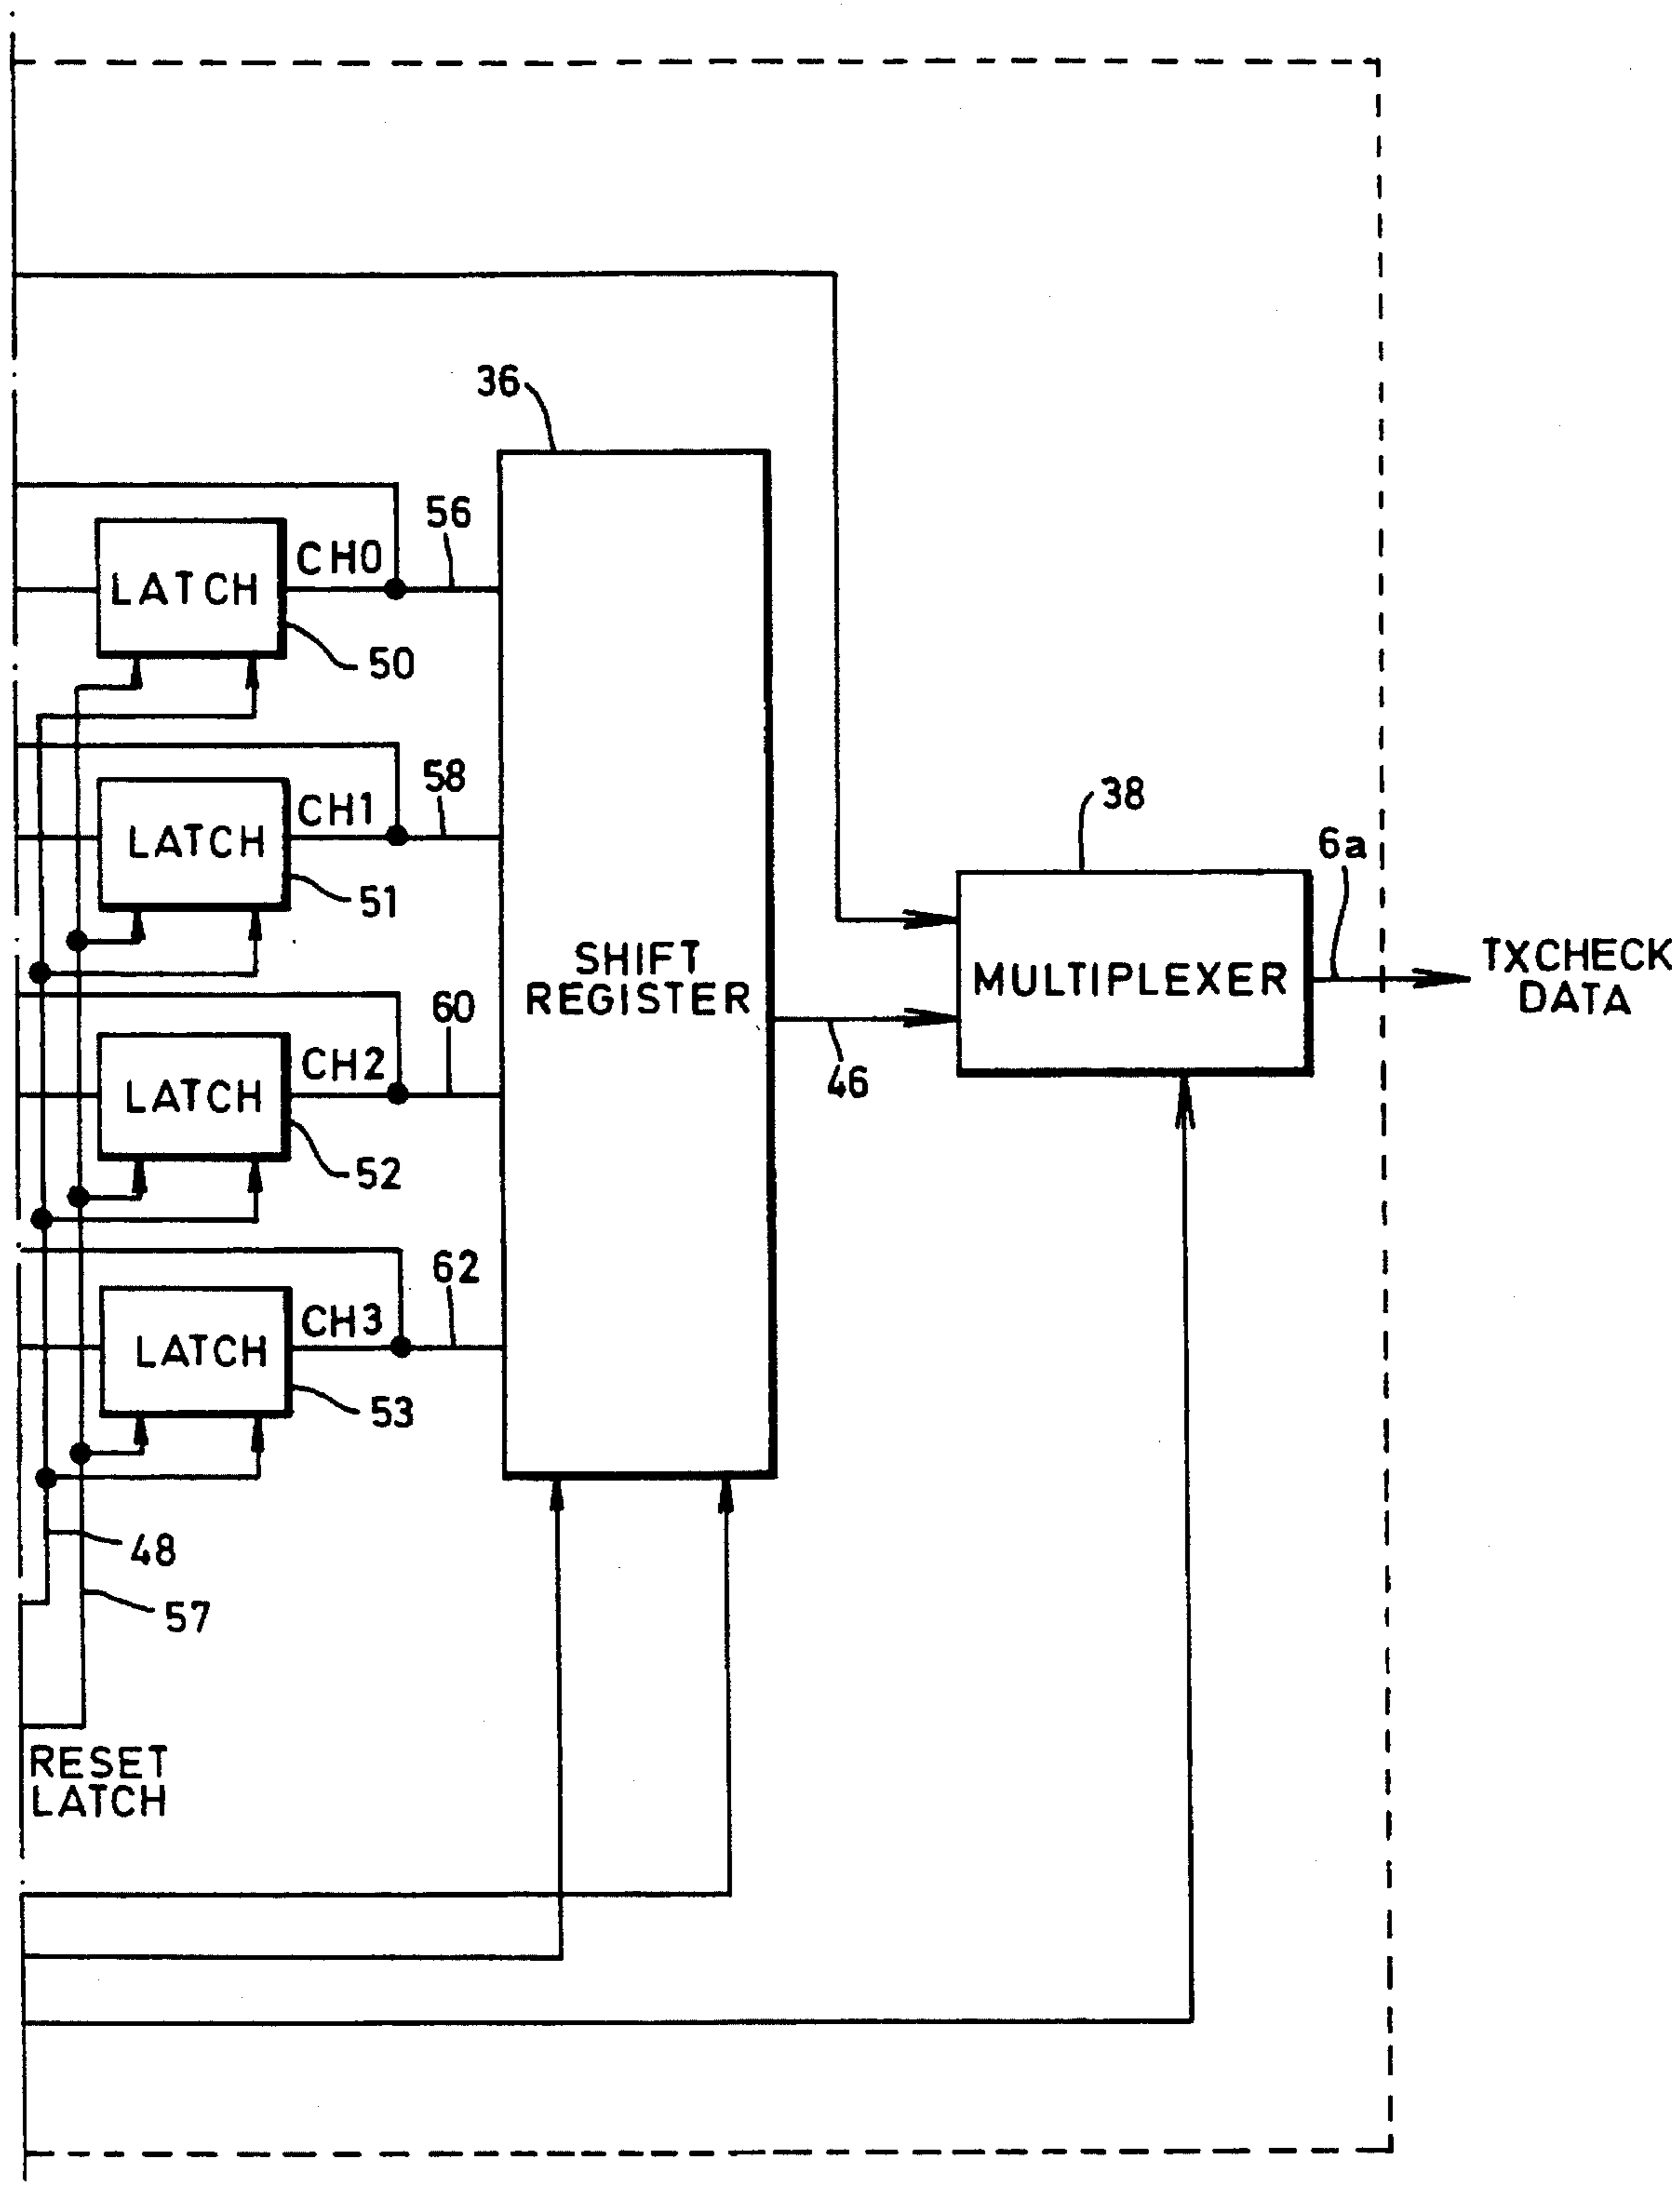 36
56
CH0
LATCH
50
58
CH1
LATCH
51
38
6a
SHIFT
REGISTER
MULTIPLEXER
TXCHECK
DATA
60
46
CH2
LATCH
52
62
CH3
LATCH
53
48
57
RESET
LATCH